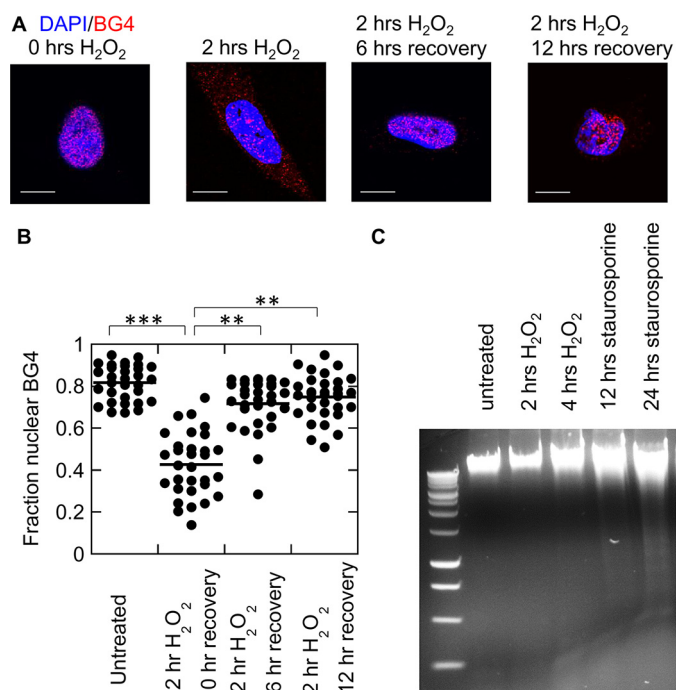 A DAPI/BG4
0 hrs H₂O₂
2 hrs H₂O₂
2 hrs H₂O₂
6 hrs recovery
2 hrs H₂O₂
12 hrs recovery
B
***
**
**
Fraction nuclear BG4
1
0.8
0.6
0.4
0.2
0
Untreated
2 hr H₂O₂
0 hr recovery
2 hr H₂O₂
6 hr recovery
2 hr H₂O₂
12 hr recovery
C
untreated
2 hrs H₂O₂
4 hrs H₂O₂
12 hrs staurosporine
24 hrs staurosporine